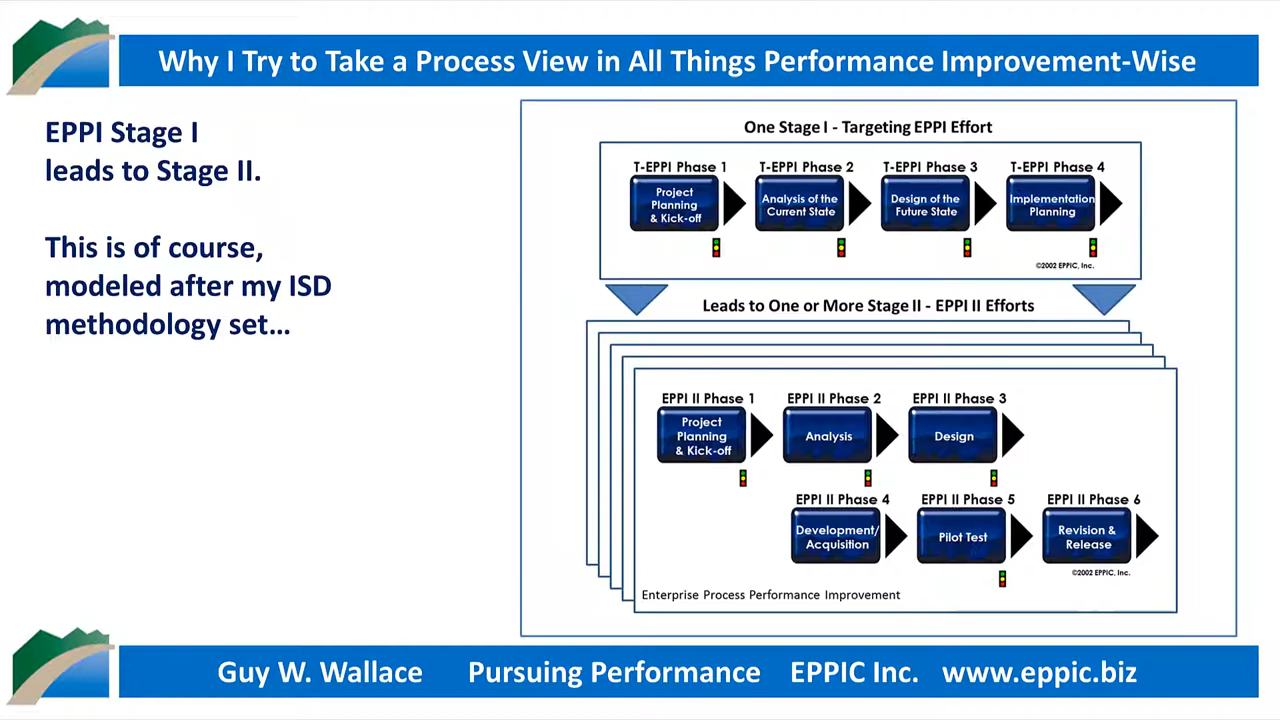 Why I Try to Take a Process View in All Things Performance Improvement-Wise
EPPI Stage I
leads to Stage II.
This is of course,
modeled after my ISD
methodology set…
One Stage I - Targeting EPPI Effort
T-EPPI Phase 1
Project
Planning
& Kick-off
T-EPPI Phase 2
Analysis of the
Current State
T-EPPI Phase 3
Design of the
Future State
T-EPPI Phase 4
Implementation
Planning
©2002 EPPIC, Inc.
Leads to One or More Stage II - EPPI II Efforts
EPPI II Phase 1
Project
Planning
& Kick-off
EPPI II Phase 2
Analysis
EPPI II Phase 3
Design
EPPI II Phase 4
Development/
Acquisition
EPPI II Phase 5
Pilot Test
EPPI II Phase 6
Revision &
Release
©2002 EPPIC, Inc.
Enterprise Process Performance Improvement
Guy W. Wallace Pursuing Performance EPPIC Inc. www.eppic.biz